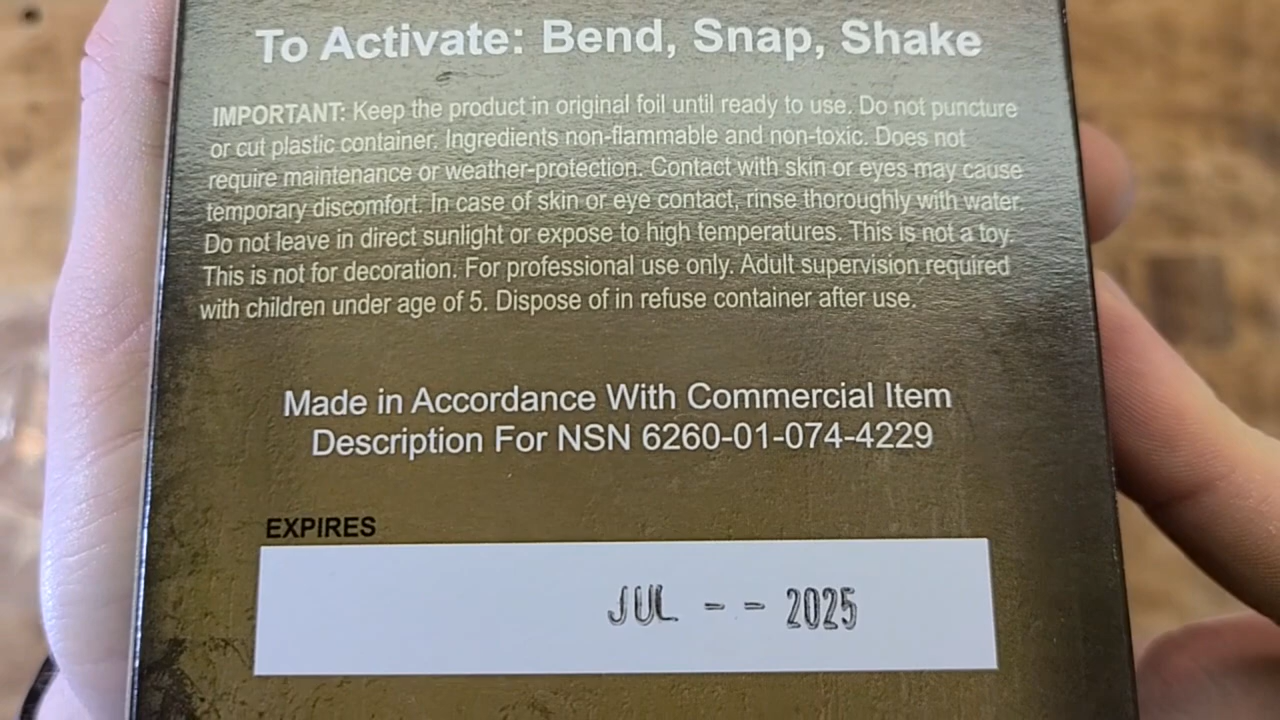 To Activate: Bend, Snap, Shake
IMPORTANT: Keep the product in original foil until ready to use. Do not puncture
or cut plastic container. Ingredients non-flammable and non-toxic. Does not
require maintenance or weather-protection. Contact with skin or eyes may cause
temporary discomfort. In case of skin or eye contact, rinse thoroughly with water.
Do not leave in direct sunlight or expose to high temperatures. This is not a toy.
This is not for decoration. For professional use only. Adult supervision required
with children under age of 5. Dispose of in refuse container after use.
Made in Accordance With Commercial Item
Description For NSN 6260-01-074-4229
EXPIRES
JUL -- 2025